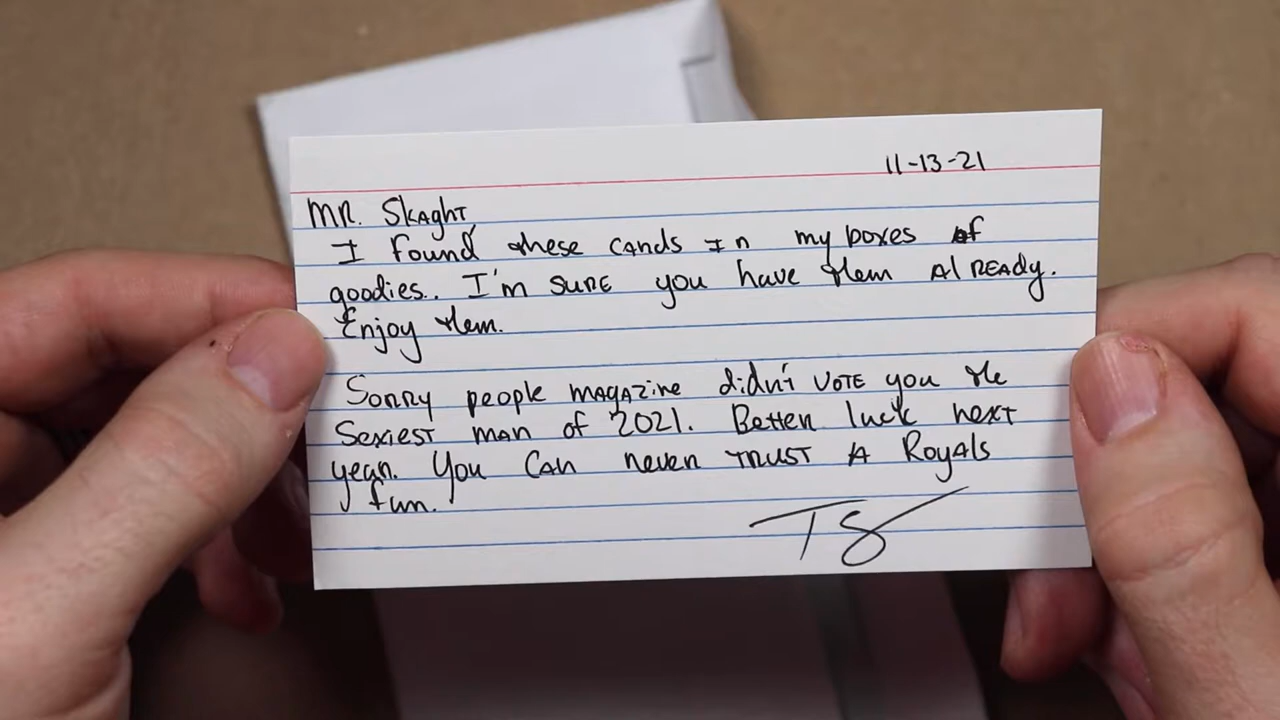 11-13-21
MR. Skaght,
I found these cards In my boxes of
goodies.. I'm sure you have them AlREADY.
Enjoy them.
Sorry people magazine didn't VOTE you the
Sexiest man of 2021. Better luck next
year. You Can never TRUST A Royals
fan.
TS